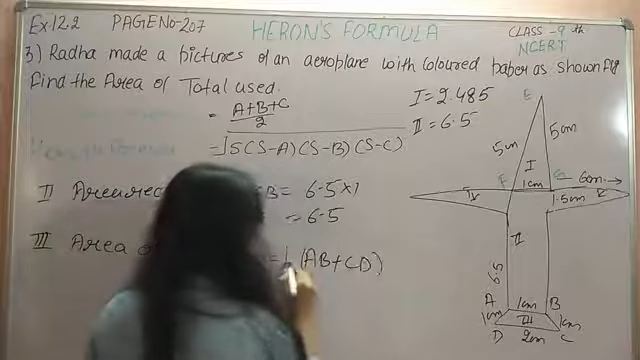 Ex.12.2 PAGE No-207 HERON'S FORMULA CLASS-9th
NCERT
3) Radha made a pictures of an aeroplane with coloured paper as shown fig
Find the Area of Total used.
= A+B+C / 2
= √S(S-A)(S-B)(S-C)
I = 2.485
II = 6.5
II Area B = 6.5×1
= 6.5
III Area o = 1 (AB+CD)
E
5cm 5cm
I
F 1cm G 6cm
IV 1.5cm V
II
6.5
A 1cm B
1cm III 1cm
D 2cm C